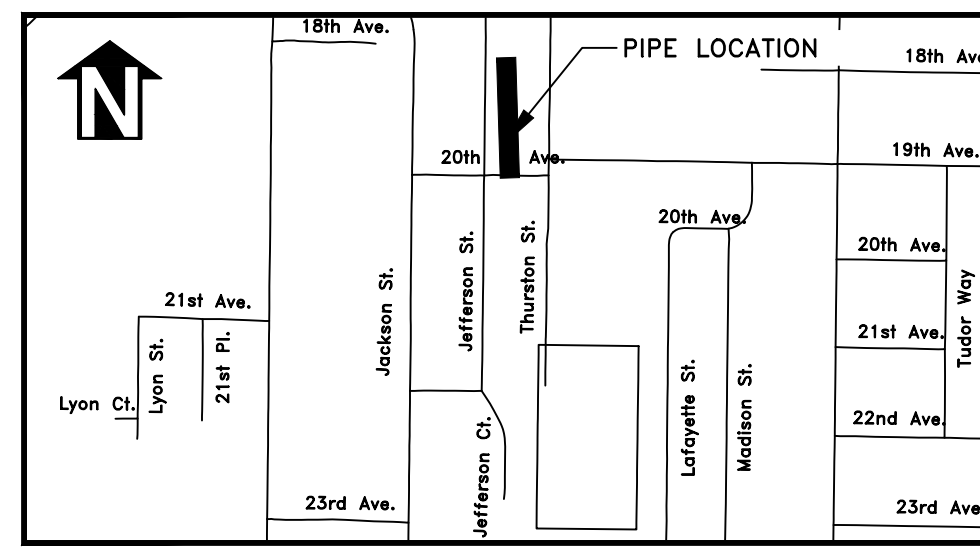 18th Ave.
N
PIPE LOCATION
18th Ave
20th Ave.
19th Ave.
20th Ave.
20th Ave.
Jefferson St.
Thurston St.
Jackson St.
21st Ave.
Tudor Way
21st Ave.
Lyon St.
21st Pl.
Lyon Ct.
Lafayette St.
Madison St.
22nd Ave.
Jefferson Ct.
23rd Ave.
23rd Ave